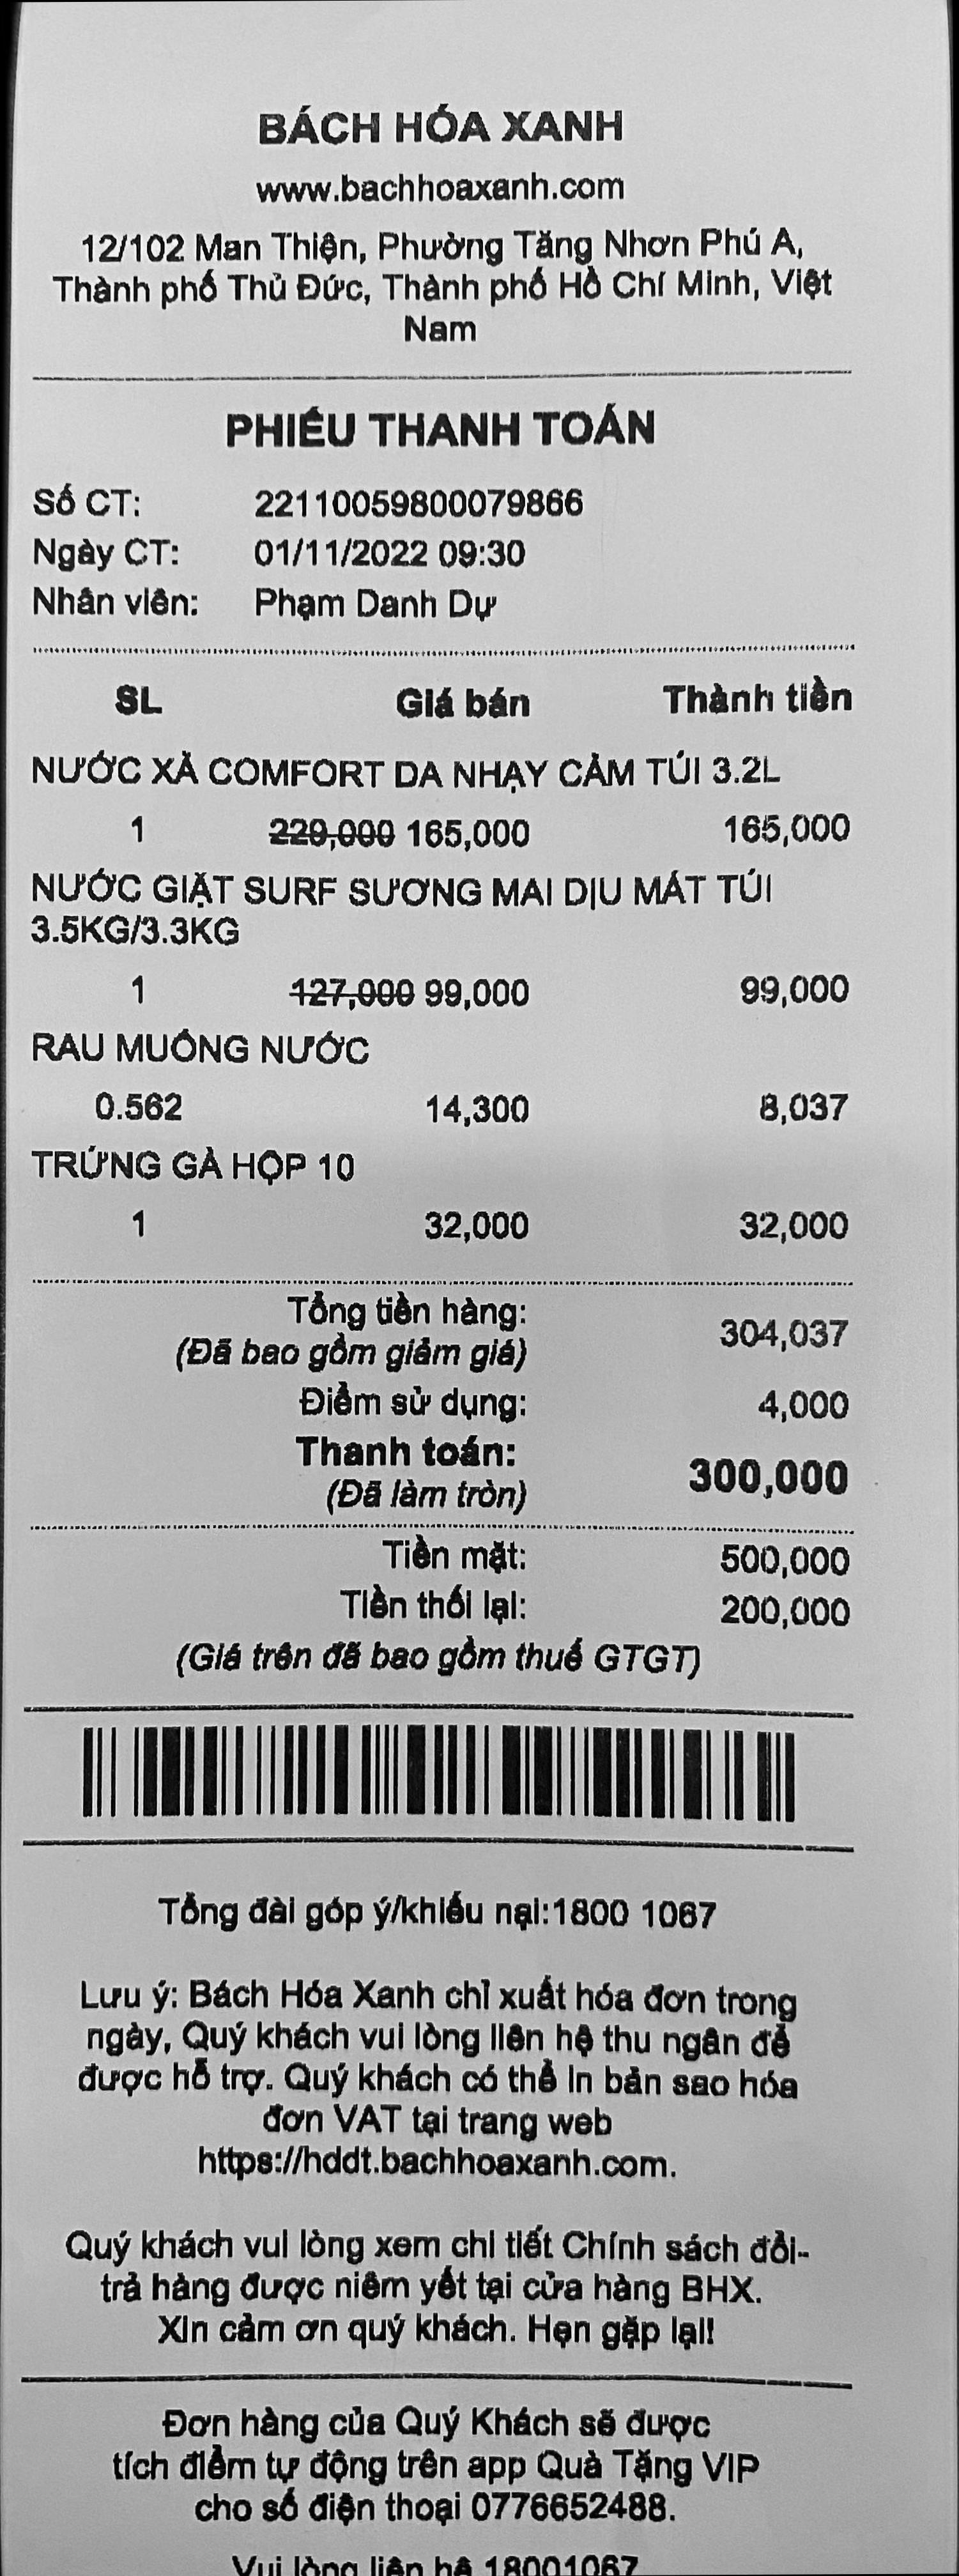 BÁCH HÓA XANH
www.bachhoaxanh.com
12/102 Man Thiện, Phường Tăng Nhơn Phú A,
Thành phố Thủ Đức, Thành phố Hồ Chí Minh, Việt
Nam
PHIẾU THANH TOÁN
Số CT: 22110059800079866
Ngày CT: 01/11/2022 09:30
Nhân viên: Phạm Danh Dự
SL Giá bán Thành tiền
NƯỚC XẢ COMFORT DA NHẠY CẢM TÚI 3.2L
1 229,000 165,000 165,000
NƯỚC GIẶT SURF SƯƠNG MAI DỊU MÁT TÚI
3.5KG/3.3KG
1 127,000 99,000 99,000
RAU MUỐNG NƯỚC
0.562 14,300 8,037
TRỨNG GÀ HỘP 10
1 32,000 32,000
Tổng tiền hàng: 304,037
(Đã bao gồm giảm giá)
Điểm sử dụng: 4,000
Thanh toán: 300,000
(Đã làm tròn)
Tiền mặt: 500,000
Tiền thối lại: 200,000
(Giá trên đã bao gồm thuế GTGT)
Tổng đài góp ý/khiếu nại:1800 1067
Lưu ý: Bách Hóa Xanh chỉ xuất hóa đơn trong
ngày, Quý khách vui lòng liên hệ thu ngân để
được hỗ trợ. Quý khách có thể in bản sao hóa
đơn VAT tại trang web
https://hddt.bachhoaxanh.com.
Quý khách vui lòng xem chi tiết Chính sách đổi-
trả hàng được niêm yết tại cửa hàng BHX.
Xin cảm ơn quý khách. Hẹn gặp lại!
Đơn hàng của Quý Khách sẽ được
tích điểm tự động trên app Quà Tặng VIP
cho số điện thoại 0776652488.
Vui lòng liên hệ 18001067